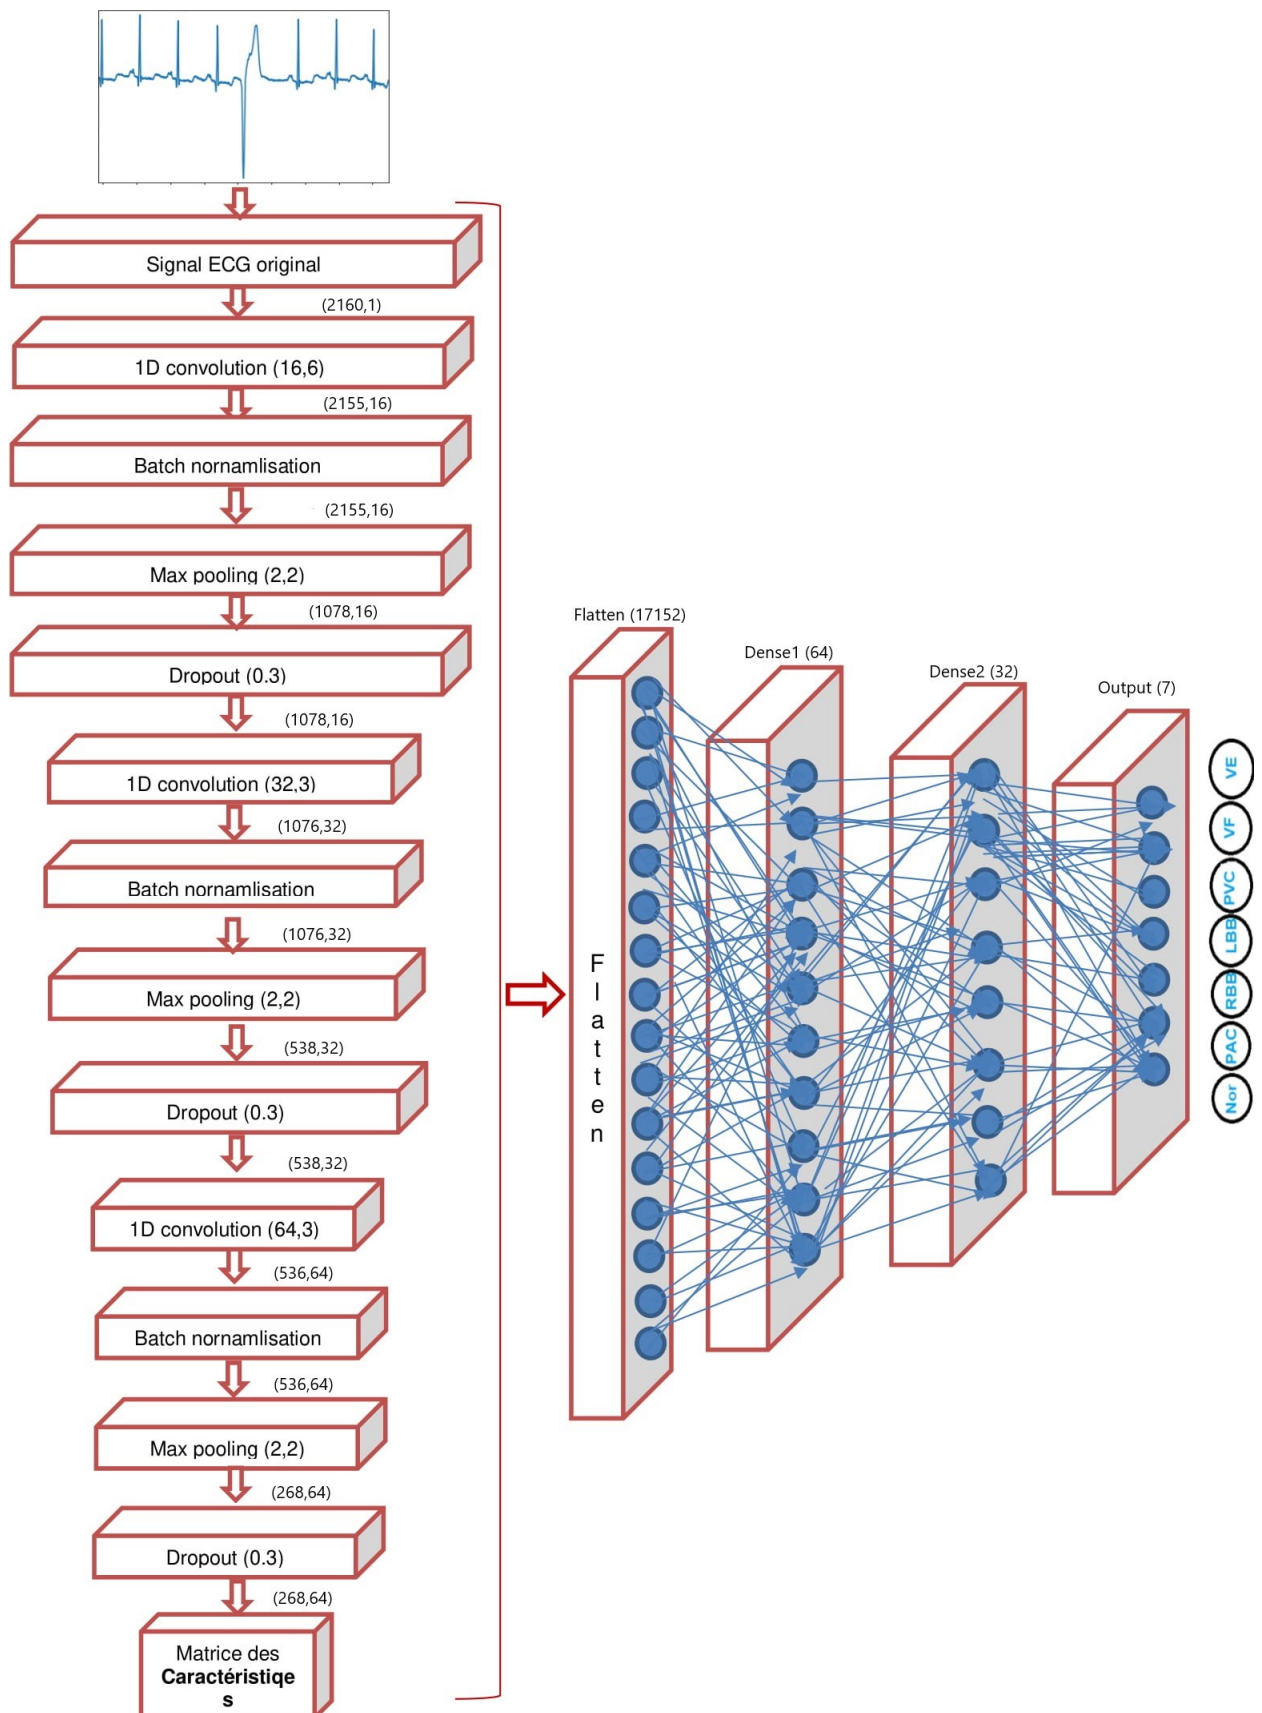 Signal ECG original
(2160,1)
1D convolution (16,6)
(2155,16)
Batch nornamlisation
(2155,16)
Max pooling (2,2)
(1078,16)
Dropout (0.3)
(1078,16)
1D convolution (32,3)
(1076,32)
Batch nornamlisation
(1076,32)
Max pooling (2,2)
(538,32)
Dropout (0.3)
(538,32)
1D convolution (64,3)
(536,64)
Batch nornamlisation
(536,64)
Max pooling (2,2)
(268,64)
Dropout (0.3)
(268,64)
Matrice des
Caractéristiqe
s
Flatten (17152)
Flatten
Dense1 (64)
Dense2 (32)
Output (7)
VE
VF
PVC
LBB
RBB
PAC
Nor